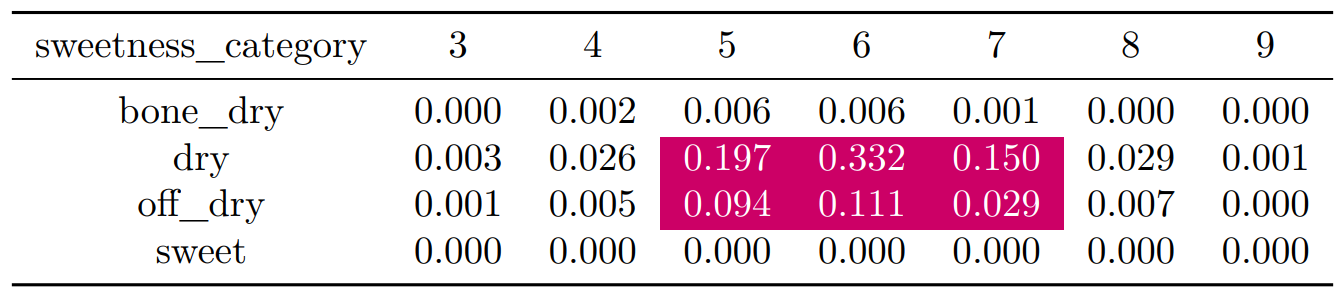 sweetness_category 3 4 5 6 7 8 9
bone_dry 0.000 0.002 0.006 0.006 0.001 0.000 0.000
dry 0.003 0.026 0.197 0.332 0.150 0.029 0.001
off_dry 0.001 0.005 0.094 0.111 0.029 0.007 0.000
sweet 0.000 0.000 0.000 0.000 0.000 0.000 0.000